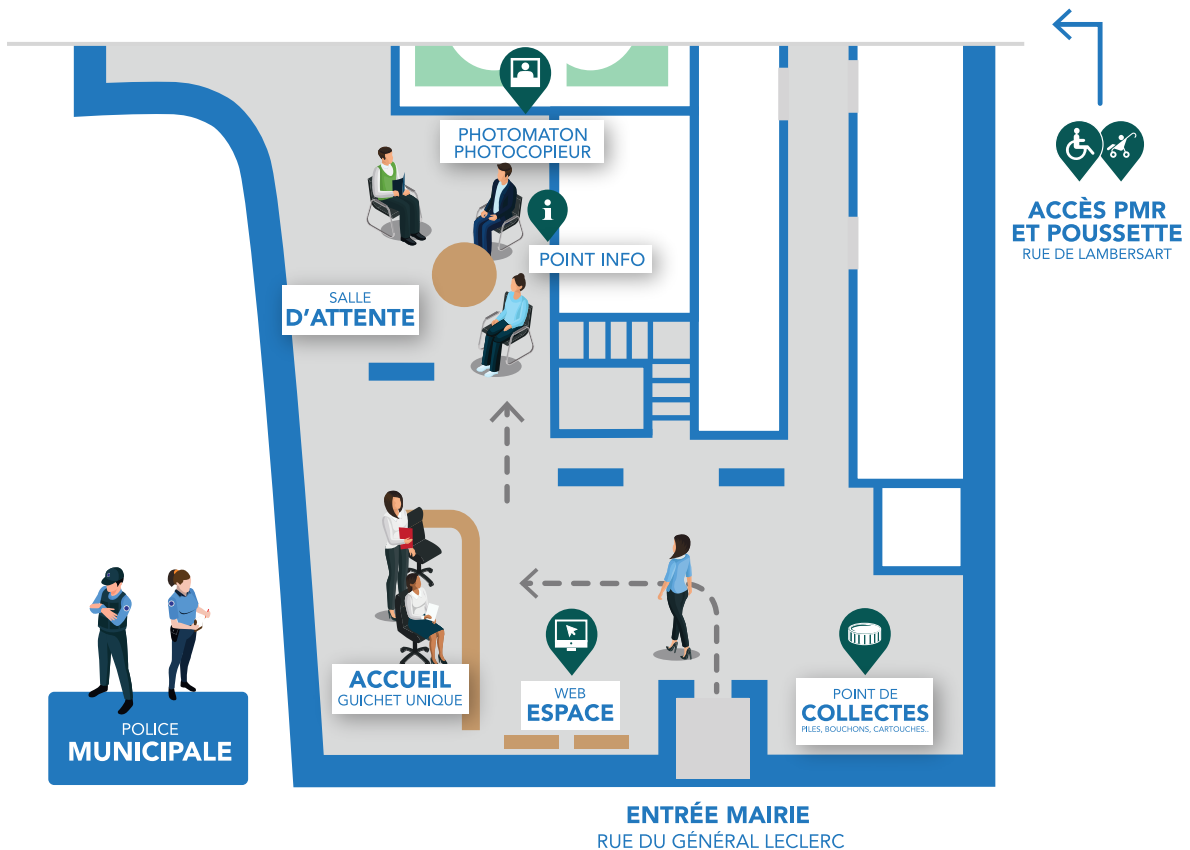 PHOTOMATON
PHOTOCOPIEUR
ACCÈS PMR
ET POUSSETTE
RUE DE LAMBERSART
POINT INFO
SALLE
D'ATTENTE
ACCUEIL
GUICHET UNIQUE
WEB
ESPACE
POINT DE
COLLECTES
PILES, BOUCHONS, CARTOUCHES..
POLICE
MUNICIPALE
ENTRÉE MAIRIE
RUE DU GÉNÉRAL LECLERC